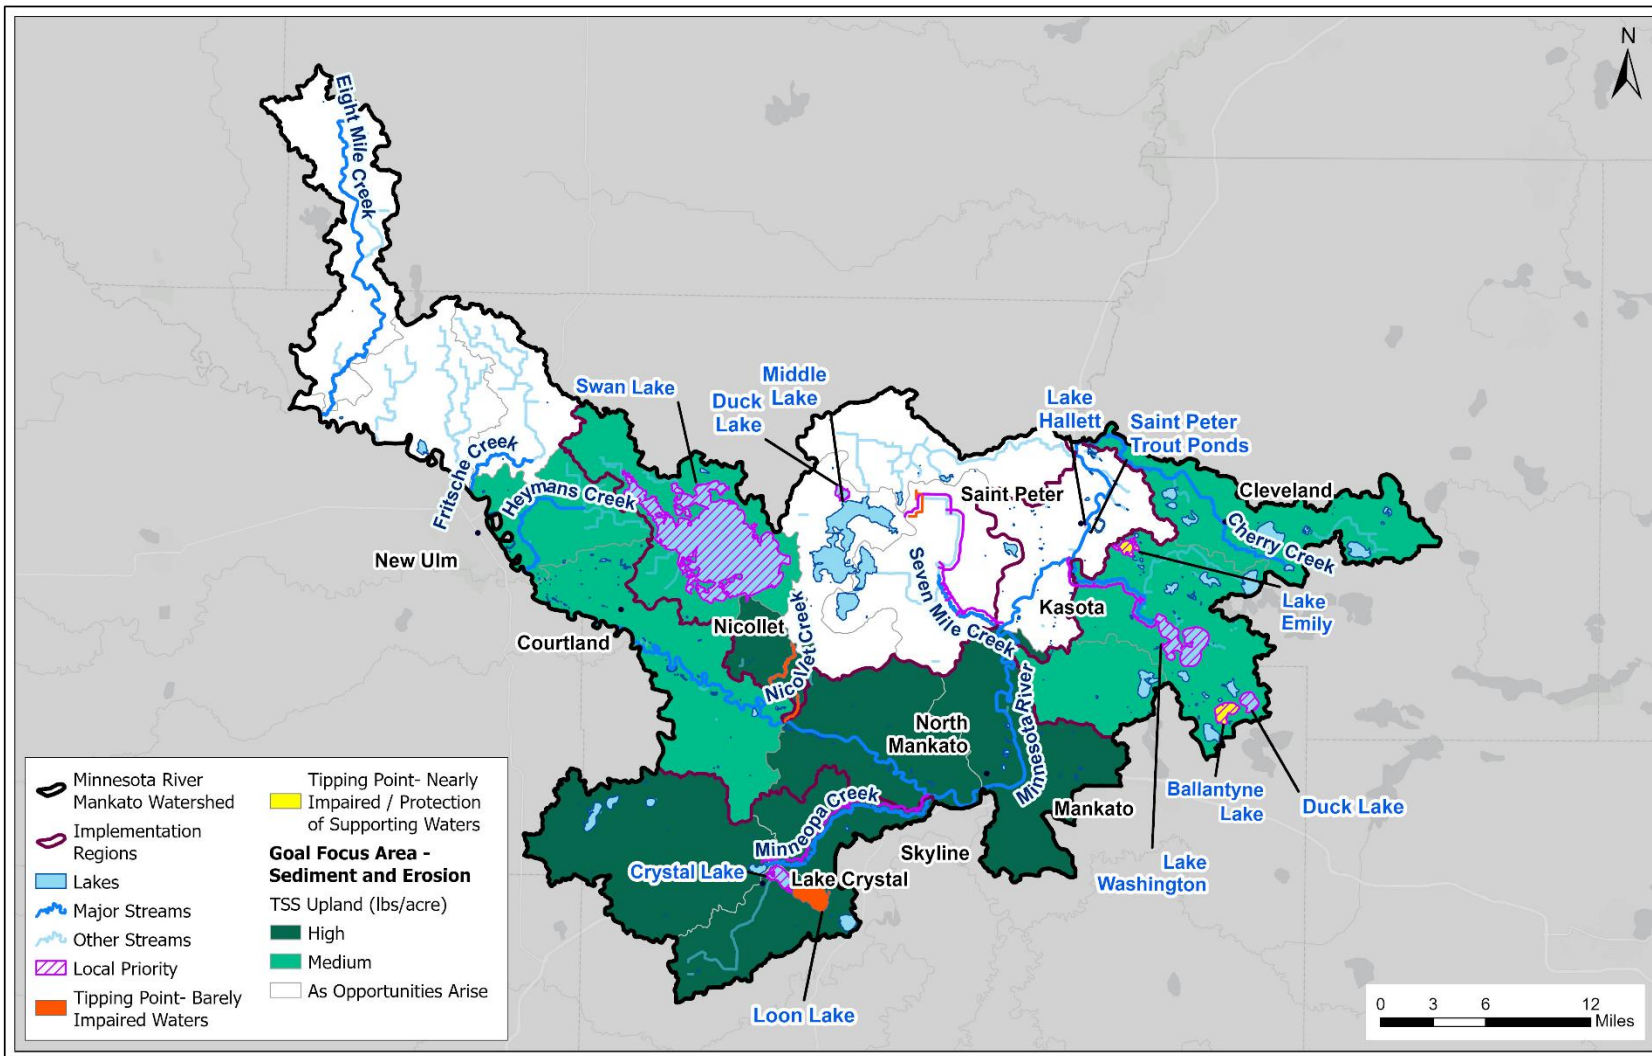 N
Eight Mile Creek
Swan Lake
Middle
Lake
Duck
Lake
Lake
Hallett
Saint Peter
Trout Ponds
Fritsche Creek
Heymans Creek
Saint Peter
Cleveland
Cherry Creek
New Ulm
Seven Mile Creek
Kasota
Lake
Emily
Courtland
Nicollet
Nicollet Creek
North
Mankato
Minnesota River
Mankato
Ballantyne
Lake
Duck Lake
Minneopa Creek
Skyline
Lake
Washington
Crystal Lake
Lake Crystal
Loon Lake
Minnesota River
Mankato Watershed
Implementation
Regions
Lakes
Major Streams
Other Streams
Local Priority
Tipping Point- Barely
Impaired Waters
Tipping Point- Nearly
Impaired / Protection
of Supporting Waters
Goal Focus Area -
Sediment and Erosion
TSS Upland (lbs/acre)
High
Medium
As Opportunities Arise
0 3 6 12
Miles